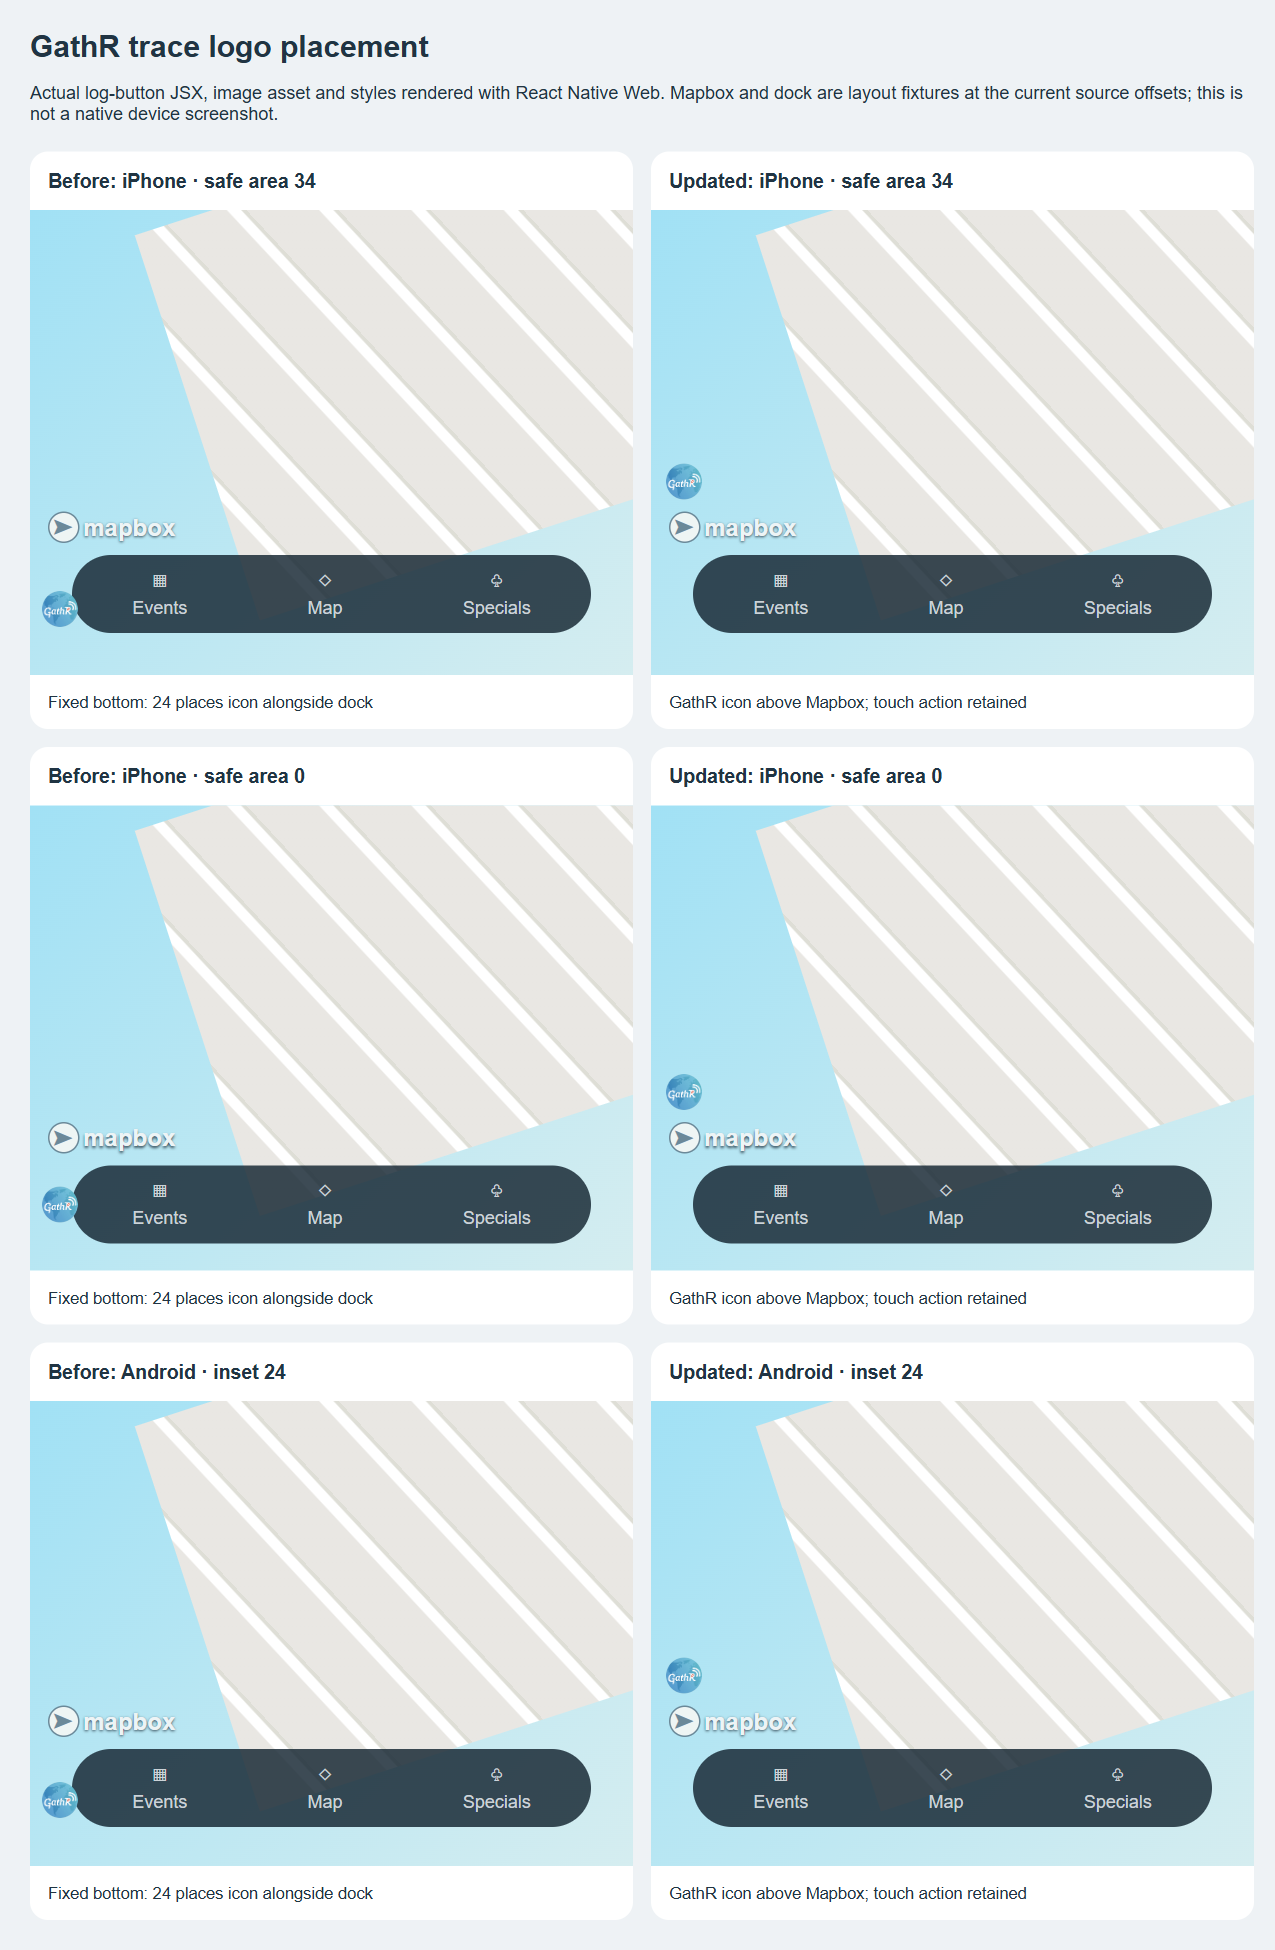 GathR trace logo placement
Actual log-button JSX, image asset and styles rendered with React Native Web. Mapbox and dock are layout fixtures at the current source offsets; this is
not a native device screenshot.
Before: iPhone · safe area 34
mapbox
GathR
Events
Map
Specials
Fixed bottom: 24 places icon alongside dock
Updated: iPhone · safe area 34
GathR
mapbox
Events
Map
Specials
GathR icon above Mapbox; touch action retained
Before: iPhone · safe area 0
mapbox
GathR
Events
Map
Specials
Fixed bottom: 24 places icon alongside dock
Updated: iPhone · safe area 0
GathR
mapbox
Events
Map
Specials
GathR icon above Mapbox; touch action retained
Before: Android · inset 24
mapbox
GathR
Events
Map
Specials
Fixed bottom: 24 places icon alongside dock
Updated: Android · inset 24
GathR
mapbox
Events
Map
Specials
GathR icon above Mapbox; touch action retained